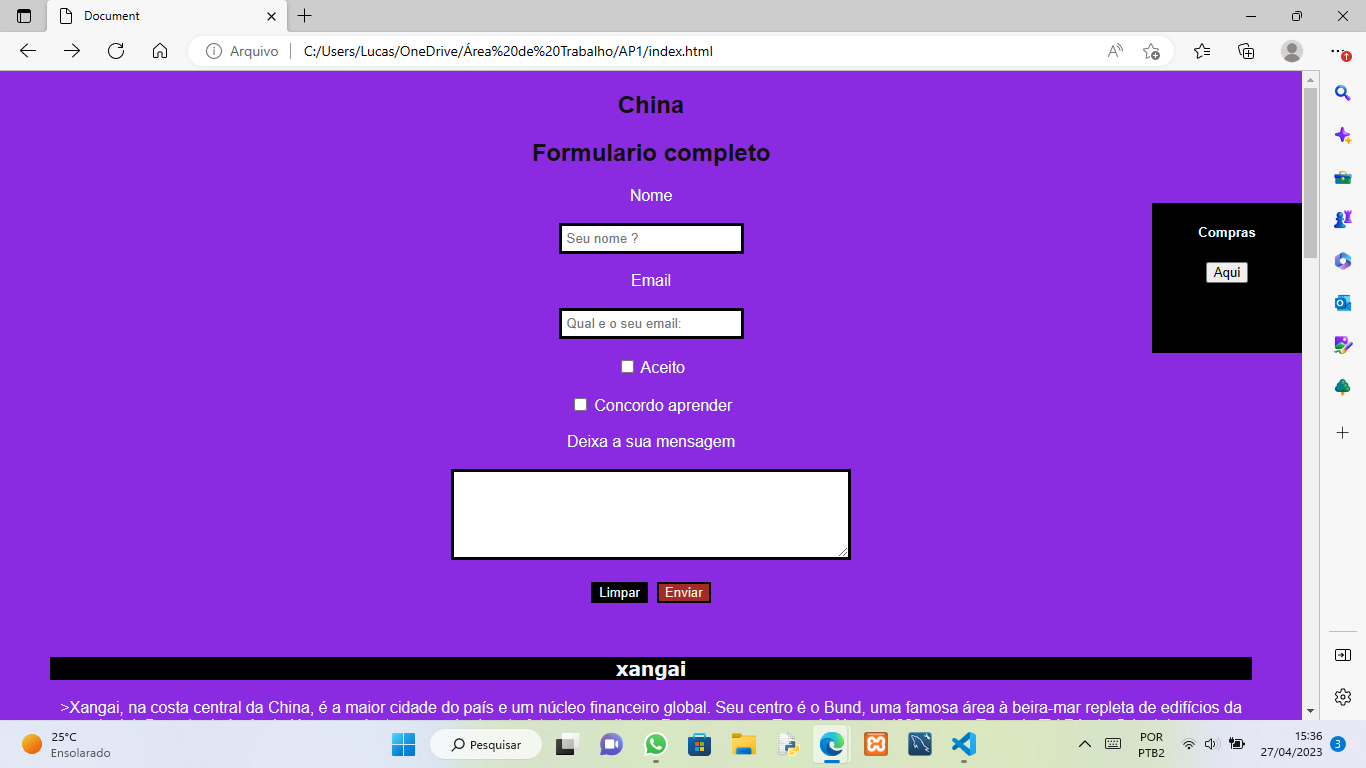 Document
Arquivo
C:/Users/Lucas/OneDrive/Área%20de%20Trabalho/AP1/index.html
China
Formulario completo
Nome
Seu nome ?
Email
Qual e o seu email:
Aceito
Concordo aprender
Deixa a sua mensagem
Limpar Enviar
Compras
Aqui
xangai
>Xangai, na costa central da China, é a maior cidade do país e um núcleo financeiro global. Seu centro é o Bund, uma famosa área à beira-mar repleta de edifícios da
25°C
Ensolarado
Pesquisar
POR
PTB2
15:36
27/04/2023
3